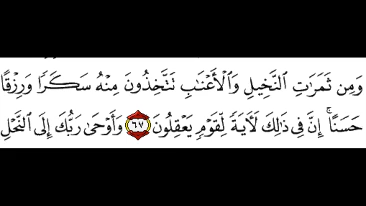 وَمِن ثَمَرَٰتِ ٱلنَّخِيلِ وَٱلْأَعْنَٰبِ تَتَّخِذُونَ مِنْهُ سَكَرًا وَرِزْقًا
حَسَنًا ۗ إِنَّ فِى ذَٰلِكَ لَءَايَةً لِّقَوْمٍ يَعْقِلُونَ ٦٧ وَأَوْحَىٰ رَبُّكَ إِلَى ٱلنَّحْلِ